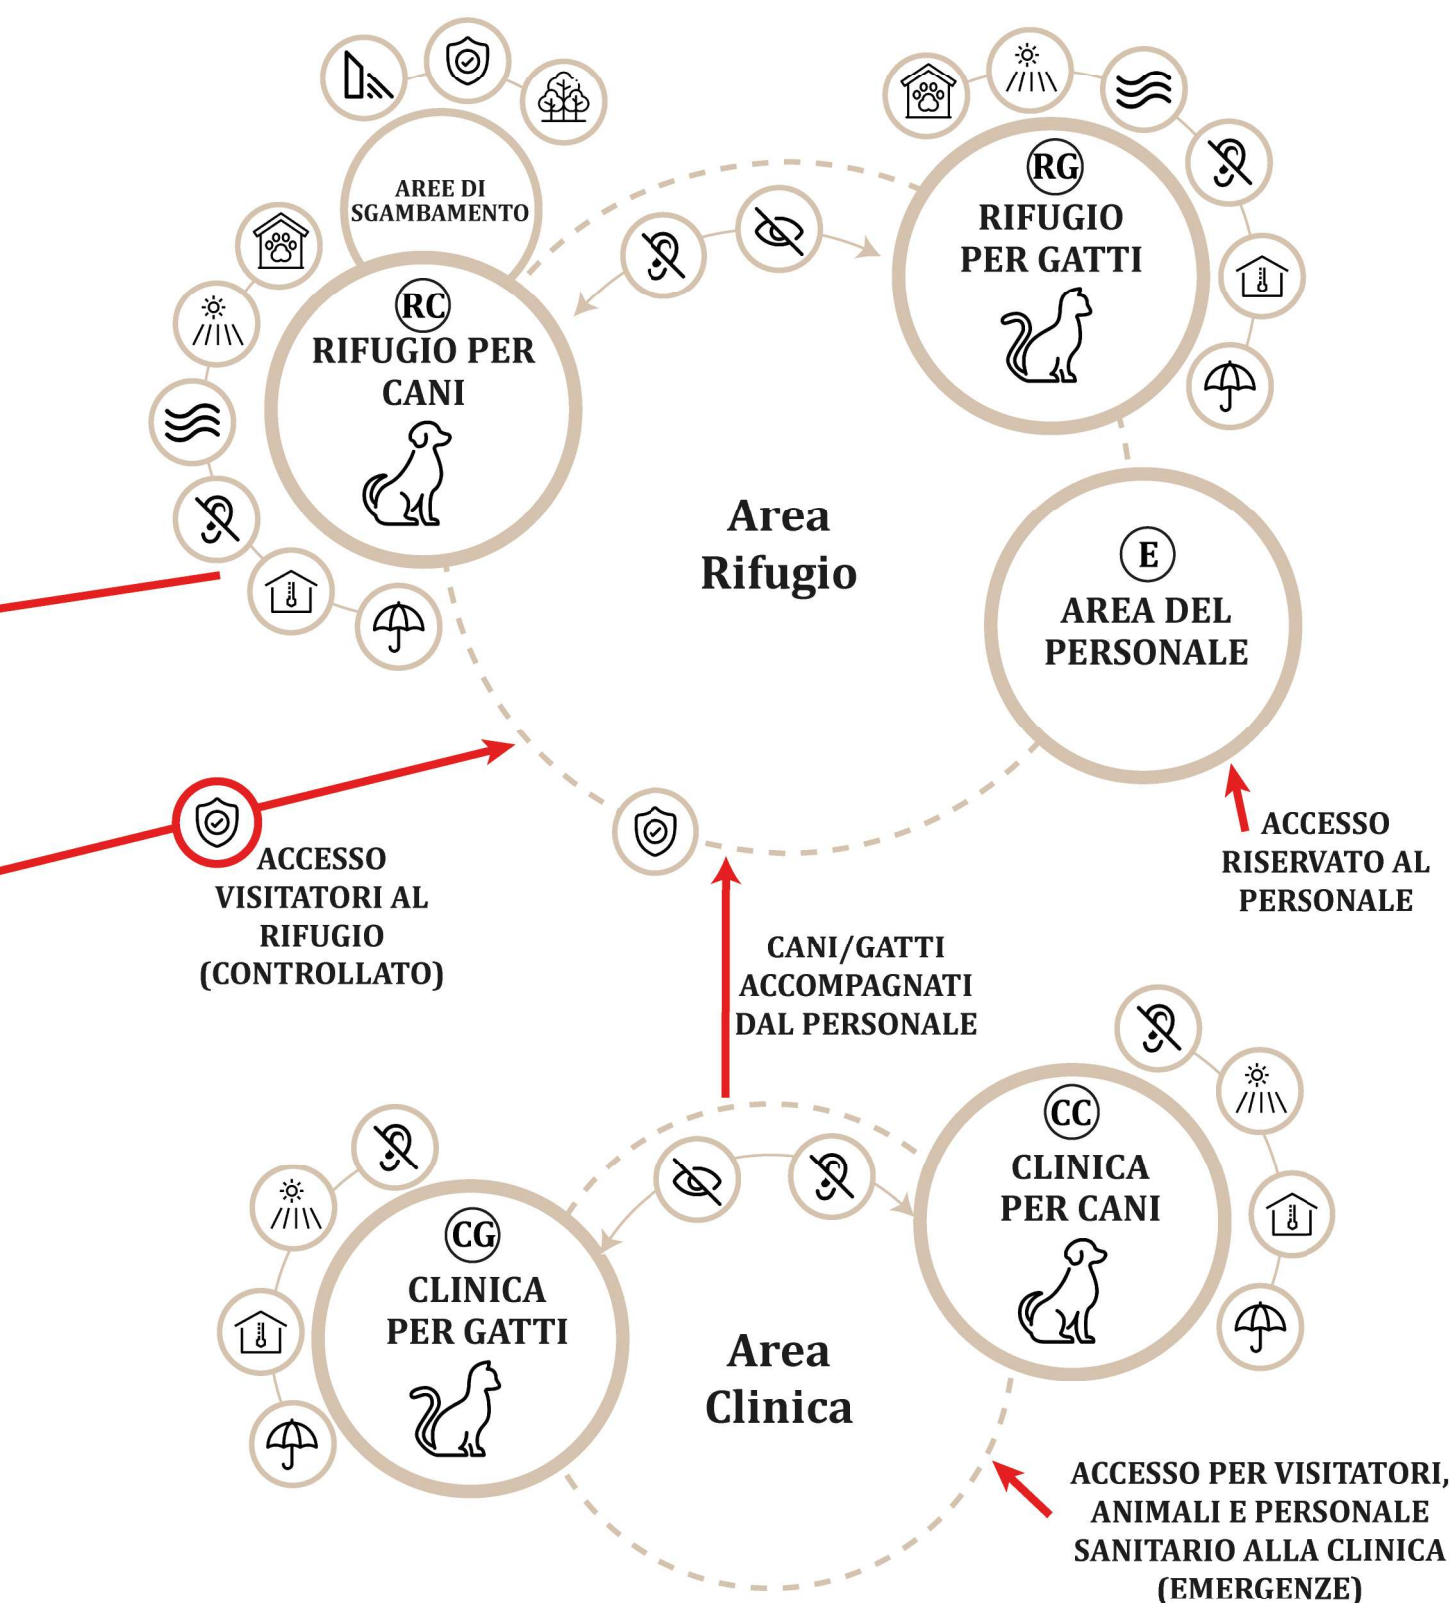 AREE DI
SGAMBAMENTO
RC
RIFUGIO PER
CANI
RG
RIFUGIO
PER GATTI
Area
Rifugio
E
AREA DEL
PERSONALE
ACCESSO
RISERVATO AL
PERSONALE
ACCESSO
VISITATORI AL
RIFUGIO
(CONTROLLATO)
CANI/GATTI
ACCOMPAGNATI
DAL PERSONALE
CC
CLINICA
PER CANI
CG
CLINICA
PER GATTI
Area
Clinica
ACCESSO PER VISITATORI,
ANIMALI E PERSONALE
SANITARIO ALLA CLINICA
(EMERGENZE)